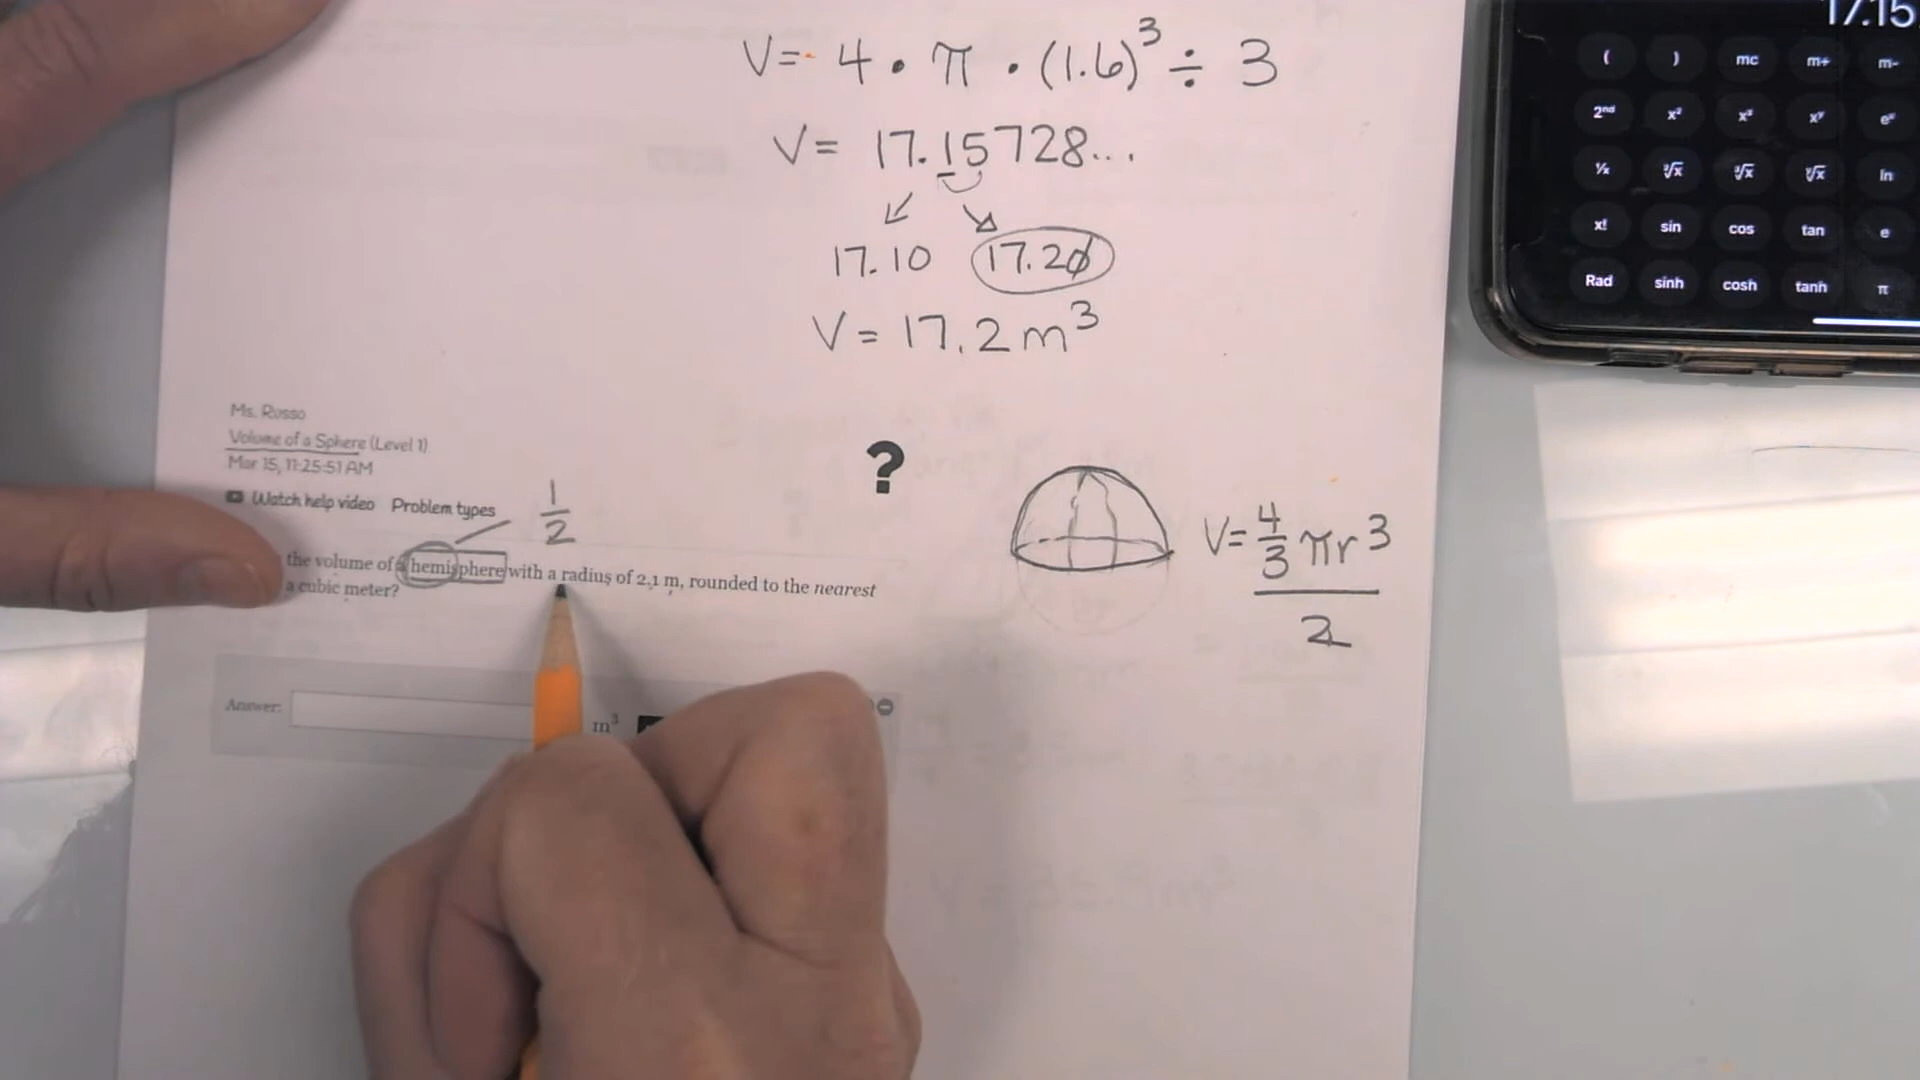 V = 4 • π • (1.6)³ ÷ 3
V = 17.15728...
17.10 17.20
V = 17.2 m³
Ms. Russo
Volume of a Sphere (Level 1)
Mar 15, 11:25:51 AM
Watch help video Problem types
1/2
?
the volume of a hemisphere with a radius of 2.1 m, rounded to the nearest
a cubic meter?
V = 4/3 πr³
2
Answer: m³
17.15
( ) mc m+ m-
2nd x² x³ xʸ eˣ
¹/x ²√x ³√x ʸ√x ln
x! sin cos tan e
Rad sinh cosh tanh π